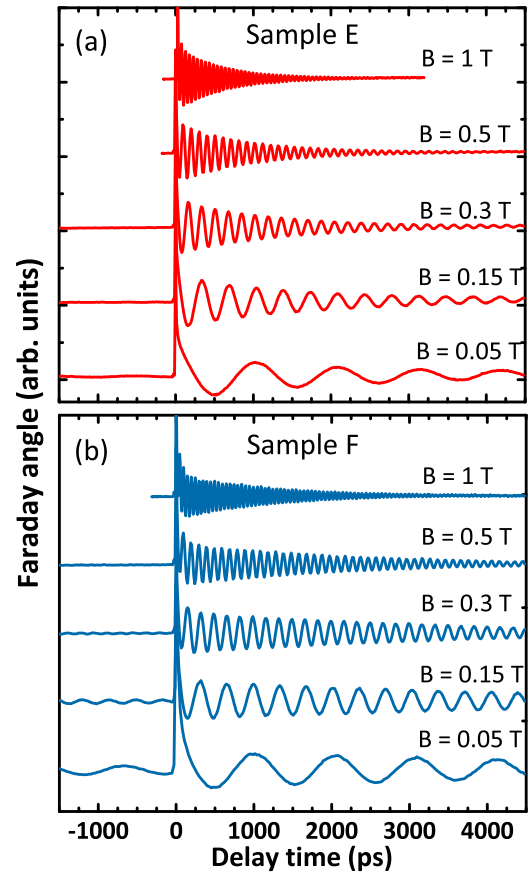 (a) Sample E
B = 1 T
B = 0.5 T
B = 0.3 T
B = 0.15 T
B = 0.05 T
(b) Sample F
B = 1 T
B = 0.5 T
B = 0.3 T
B = 0.15 T
B = 0.05 T
Faraday angle (arb. units)
-1000 0 1000 2000 3000 4000
Delay time (ps)